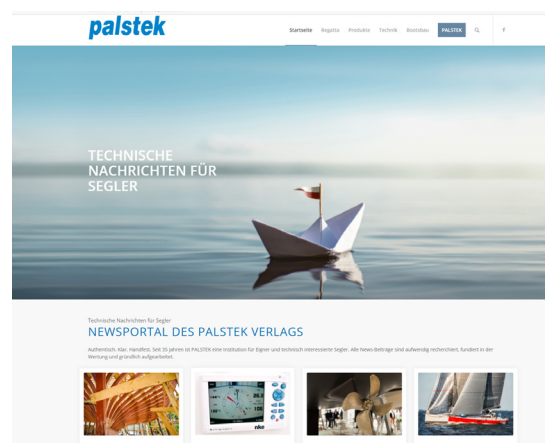 palstek
Startseite Regatta Produkte Technik Bootsbau PALSTEK
TECHNISCHE
NACHRICHTEN FÜR
SEGLER
Technische Nachrichten für Segler
NEWSPORTAL DES PALSTEK VERLAGS
Authentisch. Klar. Handfest. Seit 35 Jahren ist PALSTEK eine Institution für Eigner und technisch interessierte Segler. Alle News-Beiträge sind aufwendig recherchiert, fundiert in der
Wertung und gründlich aufgearbeitet.
nke